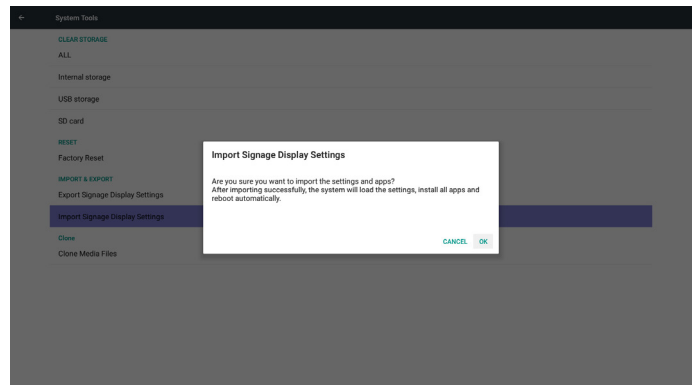 System Tools
CLEAR STORAGE
ALL
Internal storage
USB storage
SD card
RESET
Factory Reset
IMPORT & EXPORT
Export Signage Display Settings
Import Signage Display Settings
Clone
Clone Media Files
Import Signage Display Settings
Are you sure you want to import the settings and apps?
After importing successfully, the system will load the settings, install all apps and
reboot automatically.
CANCEL OK